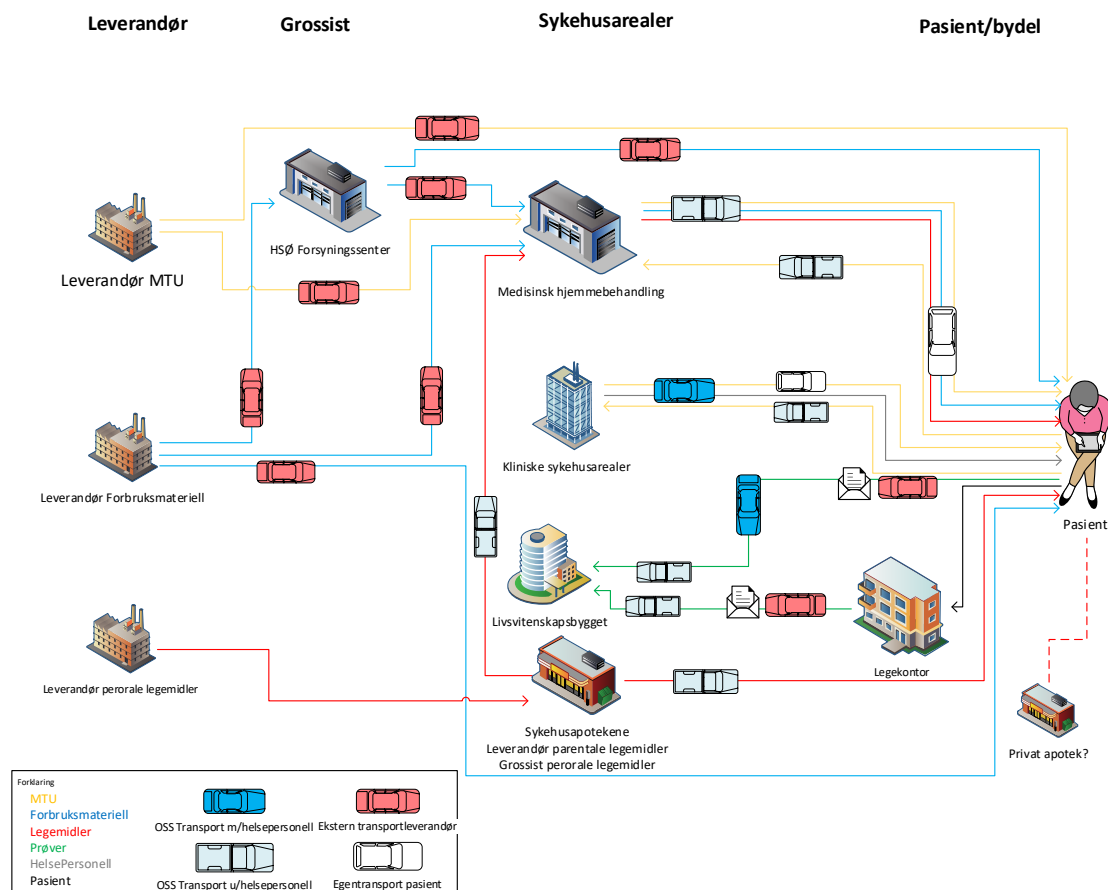 Leverandør
Grossist
Sykehusarealer
Pasient/bydel
HSØ Forsyningssenter
Leverandør MTU
Medisinsk hjemmebehandling
Kliniske sykehusarealer
Leverandør Forbruksmateriell
Pasient
Livsvitenskapsbygget
Legekontor
Leverandør perorale legemidler
Sykehusapotekene
Leverandør parentale legemidler
Grossist perorale legemidler
Privat apotek?
Forklaring
MTU
Forbruksmateriell
Legemidler
Prøver
HelsePersonell
Pasient
OSS Transport m/helsepersonell
Ekstern transportleverandør
OSS Transport u/helsepersonell
Egentransport pasient